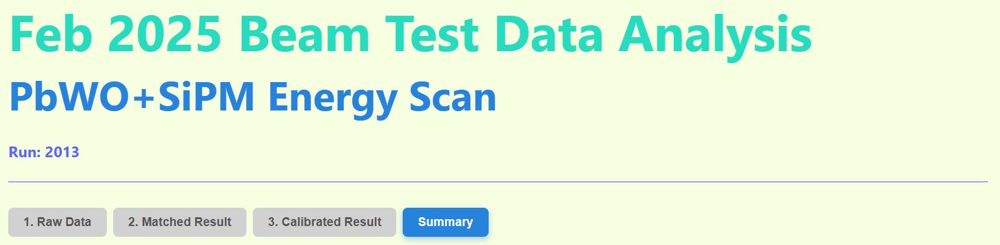 Feb 2025 Beam Test Data Analysis
PbWO+SiPM Energy Scan
Run: 2013
1. Raw Data
2. Matched Result
3. Calibrated Result
Summary